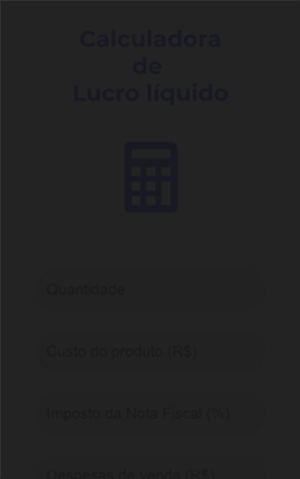 Calculadora
de
Lucro líquido
Quantidade
Custo do produto (R$)
Imposto da Nota Fiscal (%)
Despesas de venda (R$)